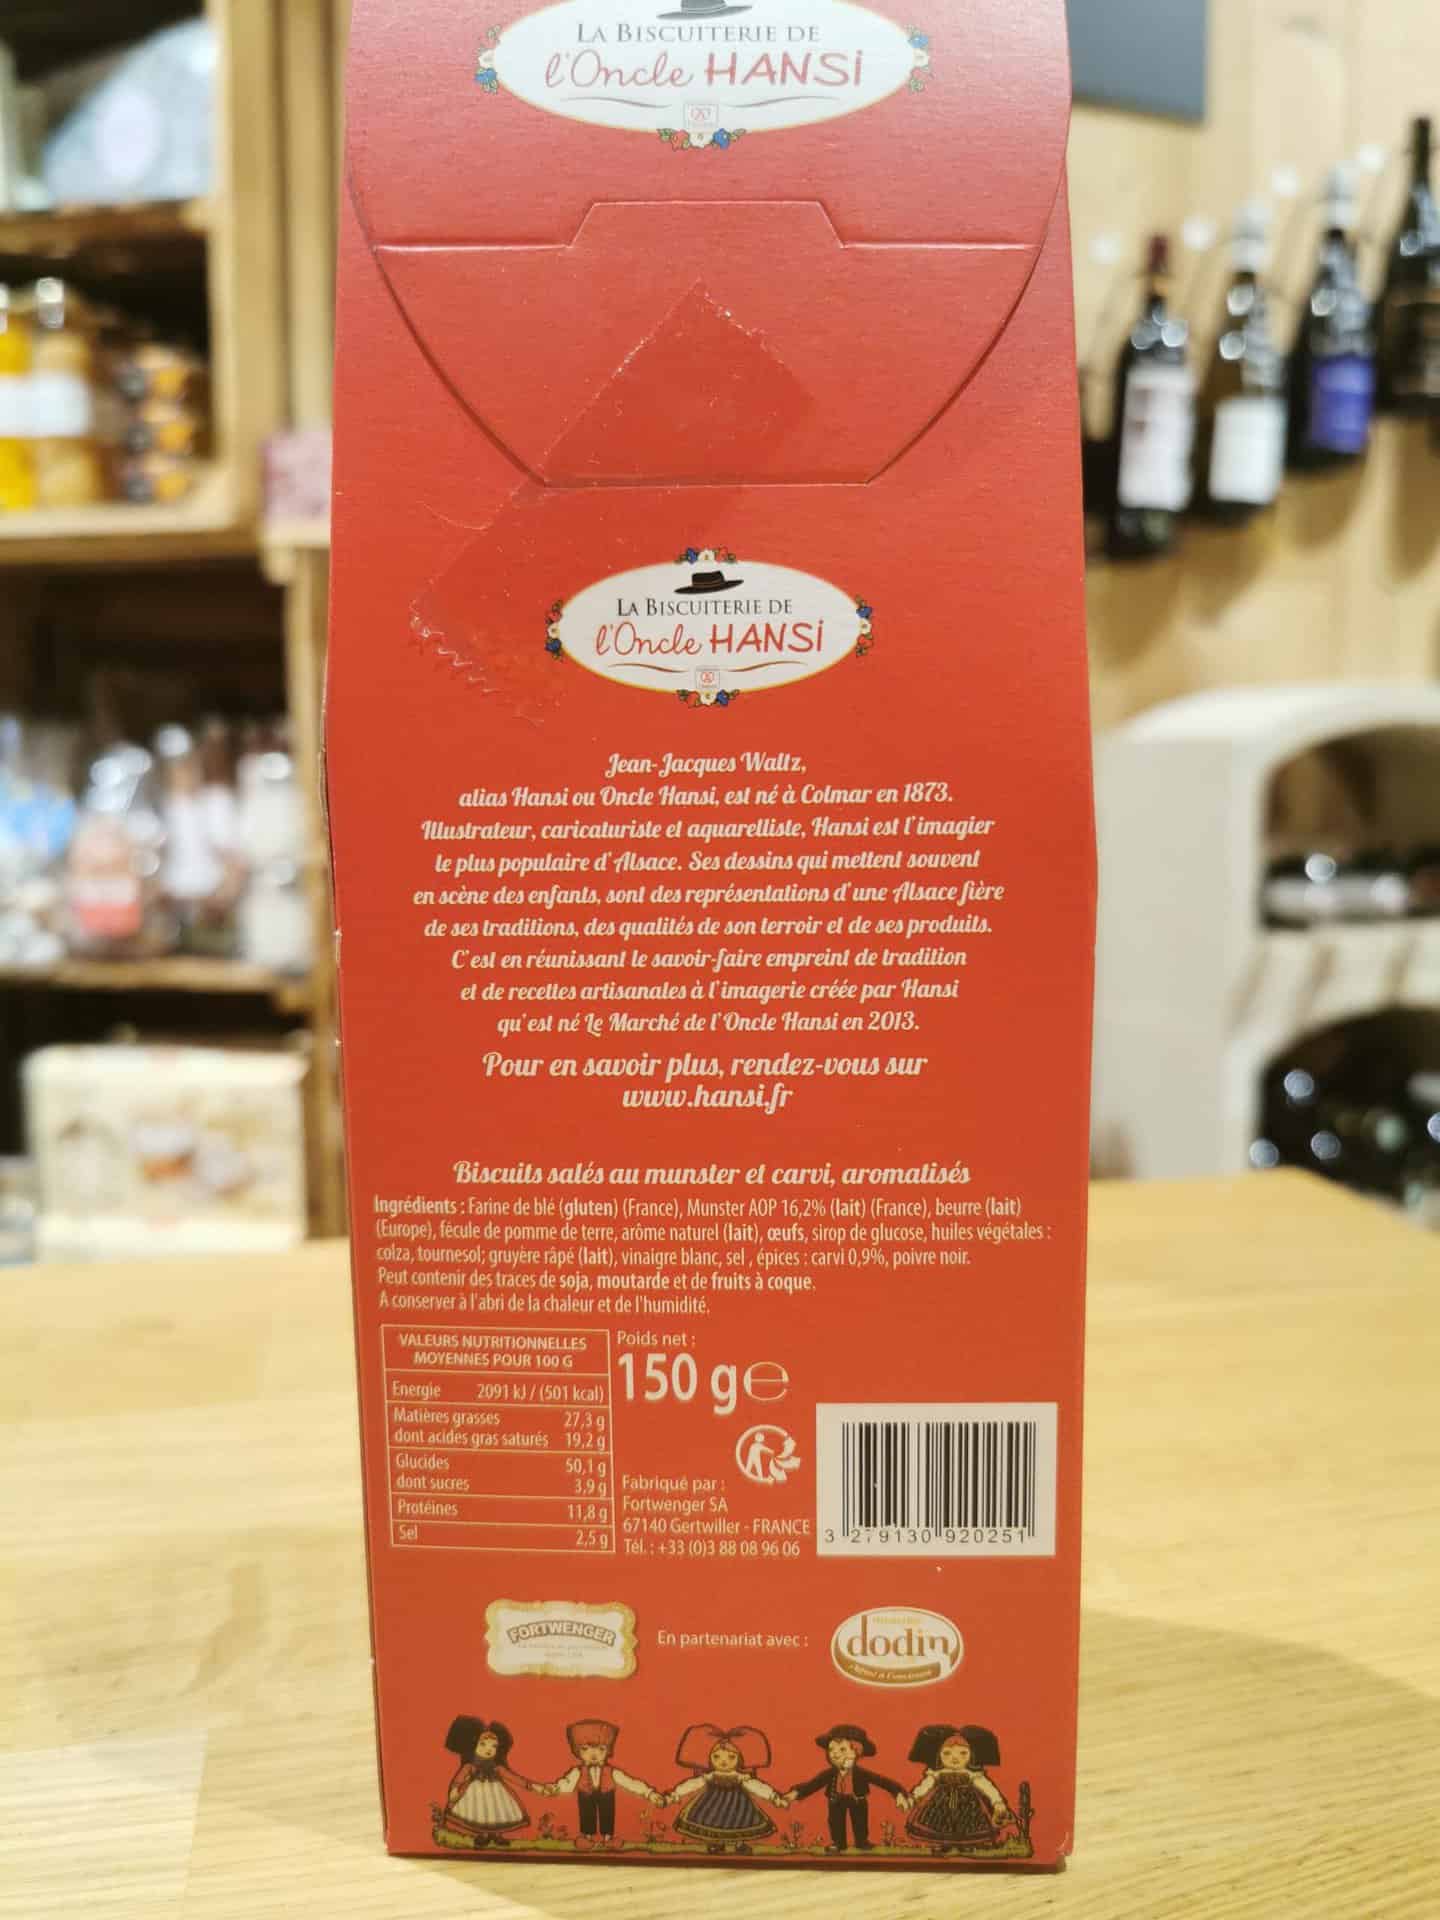 LA BISCUITERIE DE
l'Oncle HANSI
LA BISCUITERIE DE
l'Oncle HANSI
Jean-Jacques Waltz,
alias Hansi ou Oncle Hansi, est né à Colmar en 1873.
Illustrateur, caricaturiste et aquarelliste, Hansi est l'imagier
le plus populaire d'Alsace. Ses dessins qui mettent souvent
en scène des enfants, sont des représentations d'une Alsace fière
de ses traditions, des qualités de son terroir et de ses produits.
C'est en réunissant le savoir-faire empreint de tradition
et de recettes artisanales à l'imagerie créée par Hansi
qu'est né Le Marché de l'Oncle Hansi en 2013.
Pour en savoir plus, rendez-vous sur
www.hansi.fr
Biscuits salés au munster et carvi, aromatisés
Ingrédients : Farine de blé (gluten) (France), Munster AOP 16,2% (lait) (France), beurre (lait)
(Europe), fécule de pomme de terre, arôme naturel (lait), œufs, sirop de glucose, huiles végétales :
colza, tournesol; gruyère râpé (lait), vinaigre blanc, sel , épices : carvi 0,9%, poivre noir.
Peut contenir des traces de soja, moutarde et de fruits à coque.
A conserver à l'abri de la chaleur et de l'humidité.
VALEURS NUTRITIONNELLES
MOYENNES POUR 100 G
Energie 2091 kJ / (501 kcal)
Matières grasses 27,3 g
dont acides gras saturés 19,2 g
Glucides 50,1 g
dont sucres 3,9 g
Protéines 11,8 g
Sel 2,5 g
Poids net :
150 g e
Fabriqué par :
Fortwenger SA
67140 Gertwiller - FRANCE
Tél. : +33 (0)3 88 08 96 06
3 279130 920251
FORTWENGER
En partenariat avec :
dodin